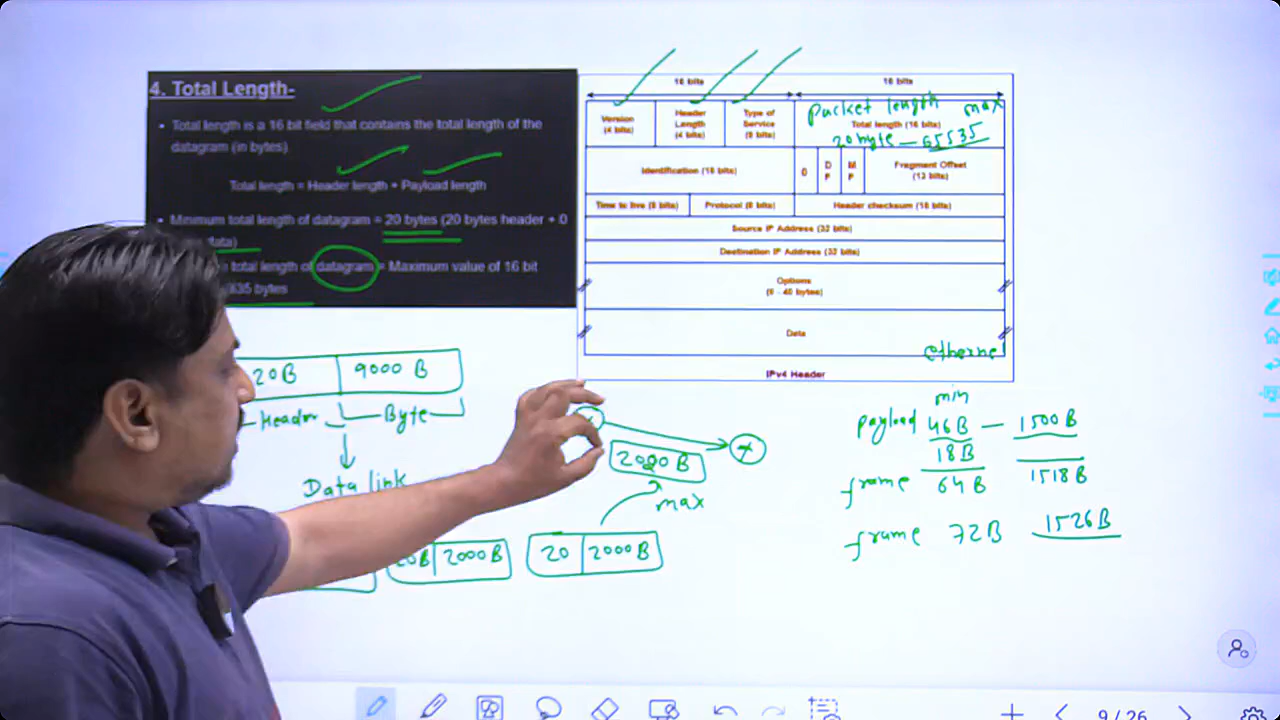 4. Total Length-
Total length is a 16 bit field that contains the total length of the
datagram (in bytes)
Total length = Header length + Payload length
Minimum total length of datagram = 20 bytes (20 bytes header + 0
data)
total length of datagram = Maximum value of 16 bit
bytes
16 bits 16 bits
Version
(4 bits)
Header
Length
(4 bits)
Type of
Service
(8 bits)
Packet length max
Total length (16 bits)
20 byte — 65535
Identification (16 bits)
0
D
F
M
F
Fragment Offset
(13 bits)
Time to live (8 bits) Protocol (8 bits) Header checksum (16 bits)
Source IP Address (32 bits)
Destination IP Address (32 bits)
Options
(0 - 40 bytes)
Data
ethernet
IPv4 Header
20B 9000 B
Header Byte
Data link
y
2000 B
max
20B 2000B
20 2000B
min
payload 46B — 1500B
18B
frame 64B 1518B
frame 72B 1526B
9/26